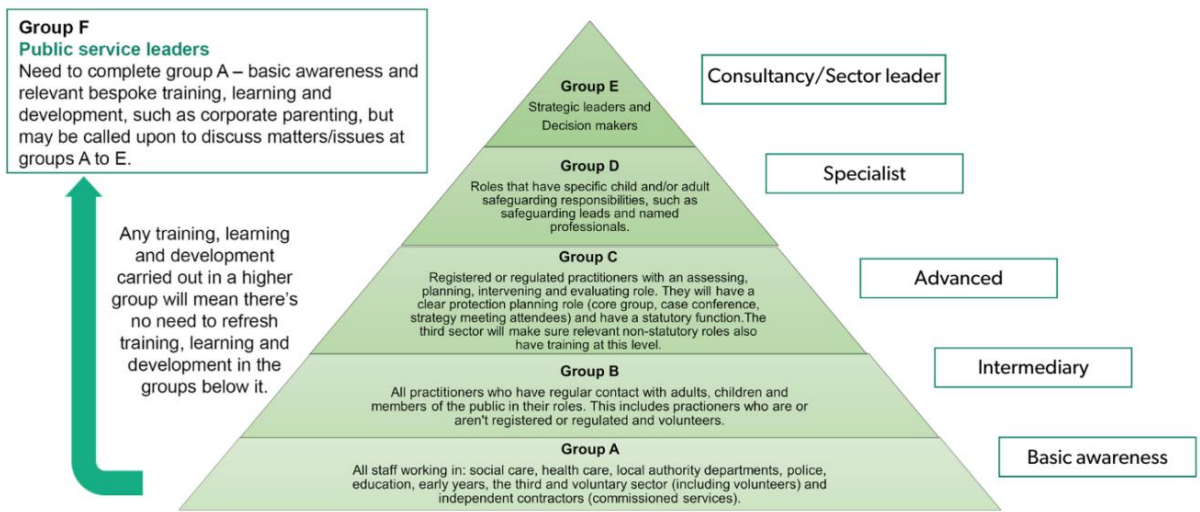 Group F
Public service leaders
Need to complete group A – basic awareness and
relevant bespoke training, learning and
development, such as corporate parenting, but
may be called upon to discuss matters/issues at
groups A to E.
Any training, learning
and development
carried out in a higher
group will mean there's
no need to refresh
training, learning and
development in the
groups below it.
Group E
Strategic leaders and
Decision makers
Consultancy/Sector leader
Group D
Roles that have specific child and/or adult
safeguarding responsibilities, such as
safeguarding leads and named
professionals.
Specialist
Group C
Registered or regulated practitioners with an assessing,
planning, intervening and evaluating role. They will have a
clear protection planning role (core group, case conference,
strategy meeting attendees) and have a statutory function.The
third sector will make sure relevant non-statutory roles also
have training at this level.
Advanced
Group B
All practitioners who have regular contact with adults, children and
members of the public in their roles. This includes practioners who are or
aren't registered or regulated and volunteers.
Intermediary
Group A
All staff working in: social care, health care, local authority departments, police,
education, early years, the third and voluntary sector (including volunteers) and
independent contractors (commissioned services).
Basic awareness